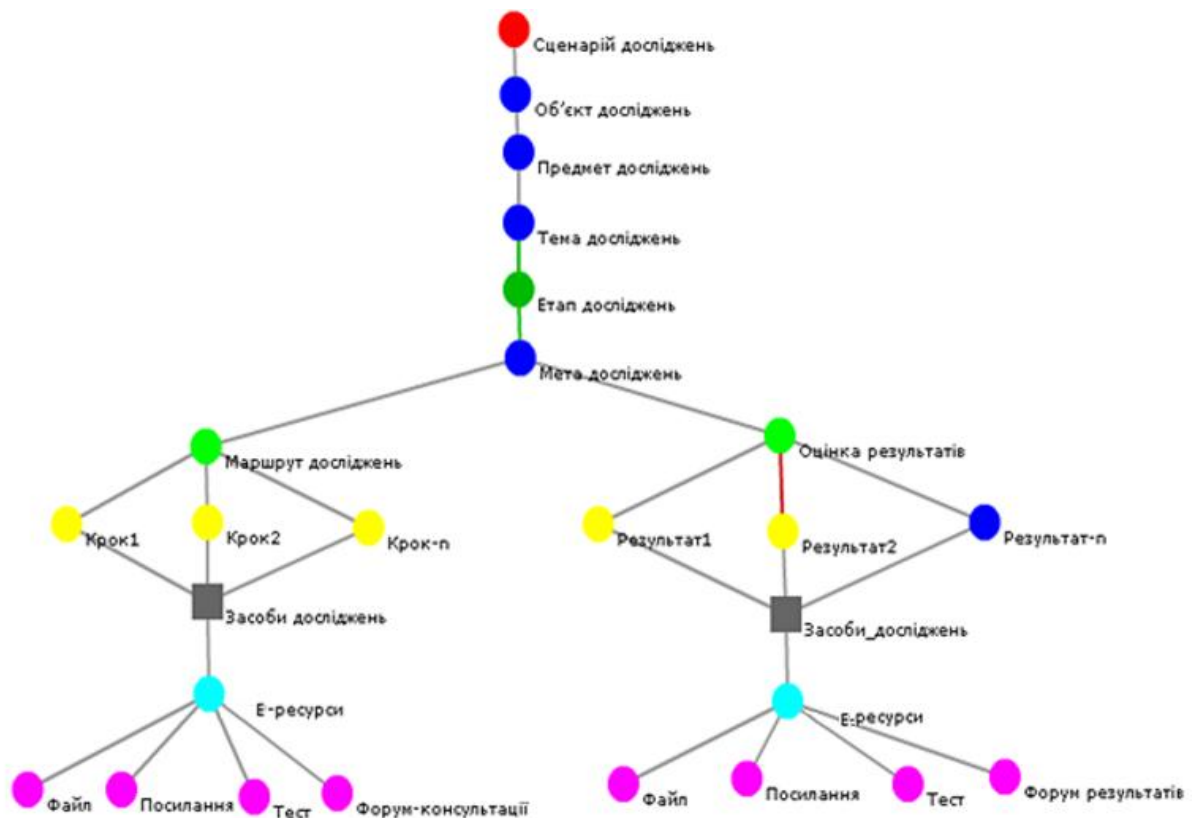 Сценарій досліджень
Об'єкт досліджень
Предмет досліджень
Тема досліджень
Етап досліджень
Мета досліджень
Маршрут досліджень
Оцінка результатів
Крок1
Крок2
Крок-n
Результат1
Результат2
Результат-n
Засоби досліджень
Засоби_досліджень
Е-ресурси
Е-ресурси
Файл
Посилання
Тест
Форум-консультації
Файл
Посилання
Тест
Форум результатів